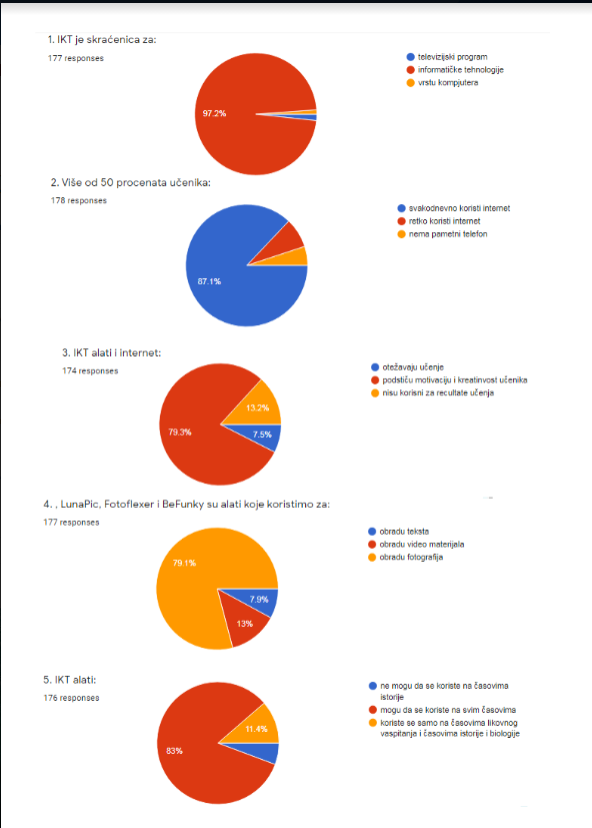 1. IKT je skraćenica za:
177 responses
televizijski program
informatičke tehnologije
vrstu kompjutera
97.2%
2. Više od 50 procenata učenika:
178 responses
svakodnevno koristi internet
retko koristi internet
nema pametni telefon
87.1%
3. IKT alati i internet:
174 responses
otežavaju učenje
podstiču motivaciju i kreatinvost učenika
nisu korisni za recultate učenja
13.2%
79.3%
7.5%
4. , LunaPic, Fotoflexer i BeFunky su alati koje koristimo za:
177 responses
obradu teksta
obradu video materijala
obradu fotografija
79.1%
7.9%
13%
5. IKT alati:
176 responses
ne mogu da se koriste na časovima
istorije
mogu da se koriste na svim časovima
koriste se samo na časovima likovnog
vaspitanja i časovima istorije i biologije
11.4%
83%